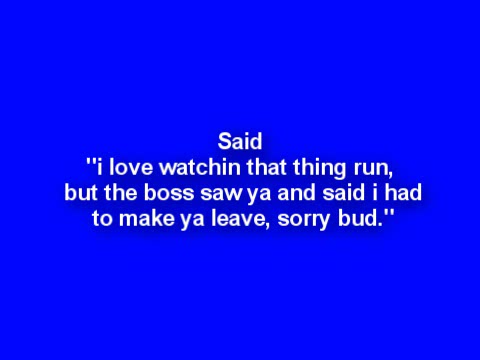 Said
"i love watchin that thing run,
but the boss saw ya and said i had
to make ya leave, sorry bud."